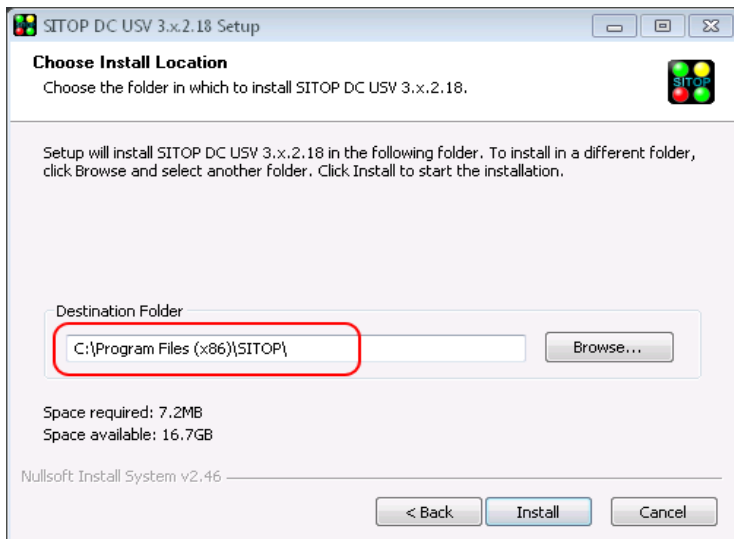 SITOP DC USV 3.x.2.18 Setup
Choose Install Location
Choose the folder in which to install SITOP DC USV 3.x.2.18.
SITOP
Setup will install SITOP DC USV 3.x.2.18 in the following folder. To install in a different folder,
click Browse and select another folder. Click Install to start the installation.
Destination Folder
C:\Program Files (x86)\SITOP\
Browse...
Space required: 7.2MB
Space available: 16.7GB
Nullsoft Install System v2.46
< Back
Install
Cancel